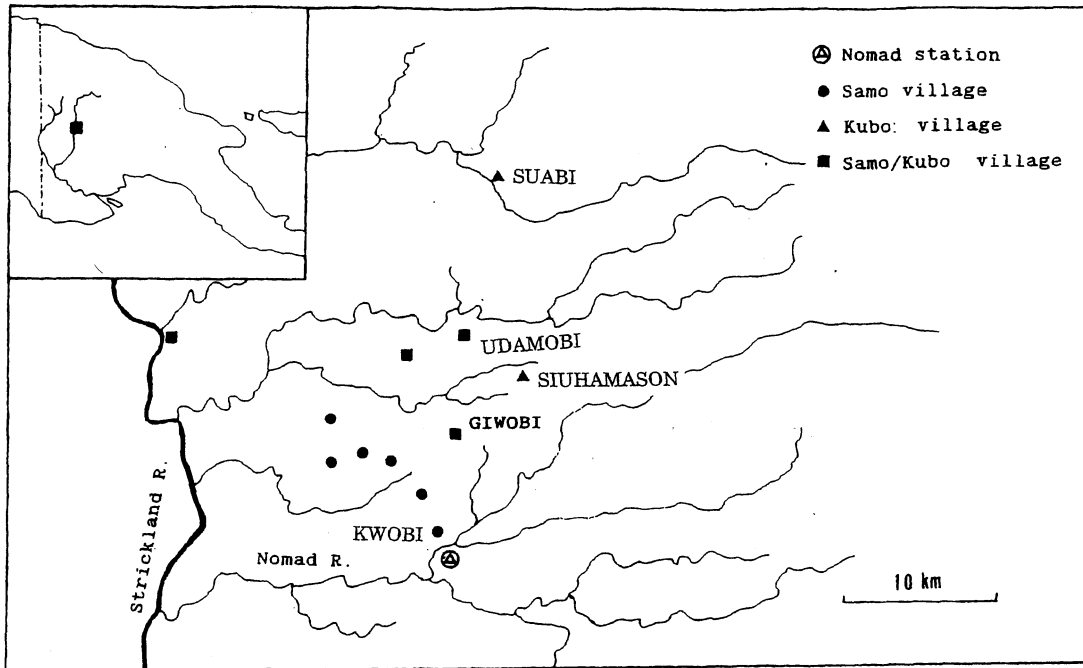 Nomad station
Samo village
Kubo: village
Samo/Kubo village
SUABI
UDAMOBI
SIUHAMASON
GIWOBI
KWOBI
Nomad R.
Strickland R.
10 km